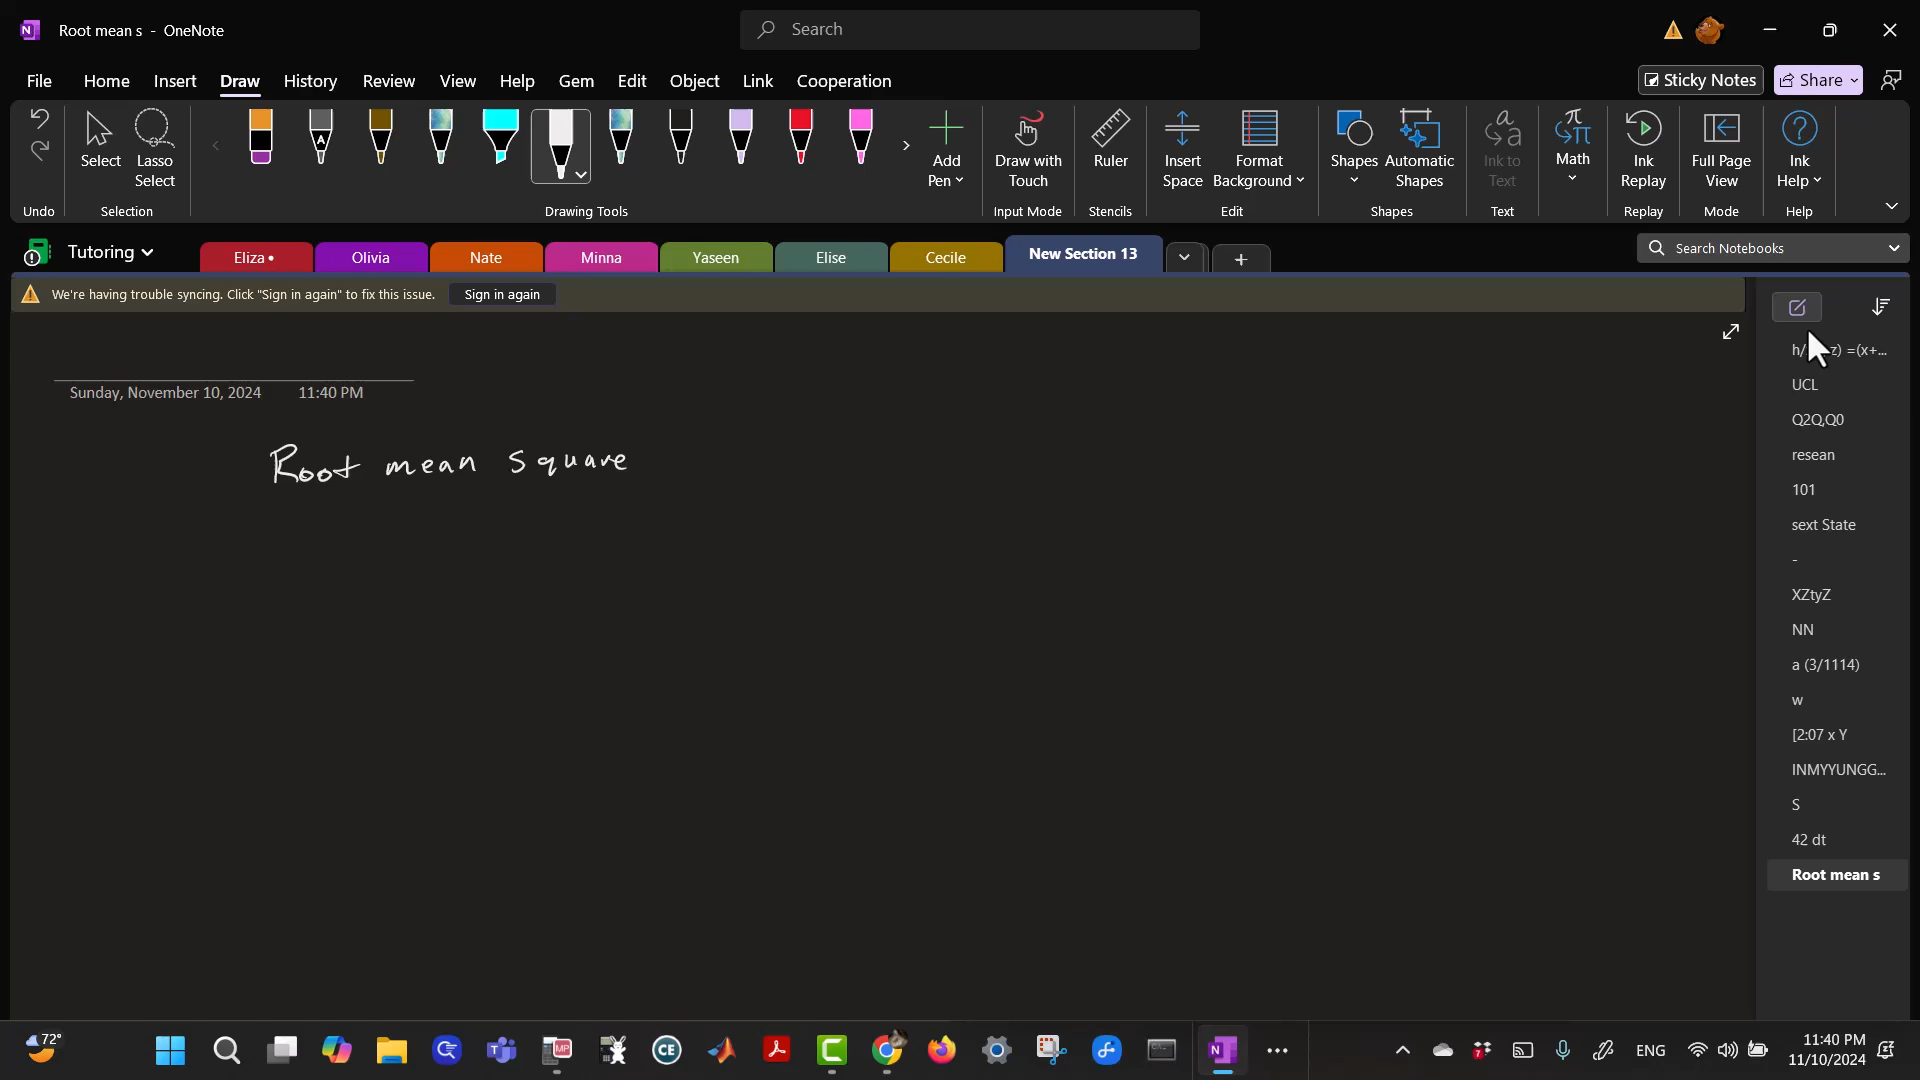 Root mean s - OneNote
Search
File Home Insert Draw History Review View Help Gem Edit Object Link Cooperation
Sticky Notes
Share
Select
Lasso Select
Add Pen
Draw with Touch
Ruler
Insert Space
Format Background
Shapes
Automatic Shapes
Ink to Text
Math
Ink Replay
Full Page View
Ink Help
Undo
Selection
Drawing Tools
Input Mode
Stencils
Edit
Shapes
Text
Replay
Mode
Help
Tutoring
Eliza
Olivia
Nate
Minna
Yaseen
Elise
Cecile
New Section 13
Search Notebooks
We're having trouble syncing. Click "Sign in again" to fix this issue.
Sign in again
Sunday, November 10, 2024 11:40 PM
Root mean square
z) =(x+...
UCL
Q2Q,Q0
resean
101
sext State
-
XZtyZ
NN
a (3/1114)
w
[2:07 x Y
INMYYUNGG...
S
42 dt
Root mean s
72°
ENG
11:40 PM
11/10/2024